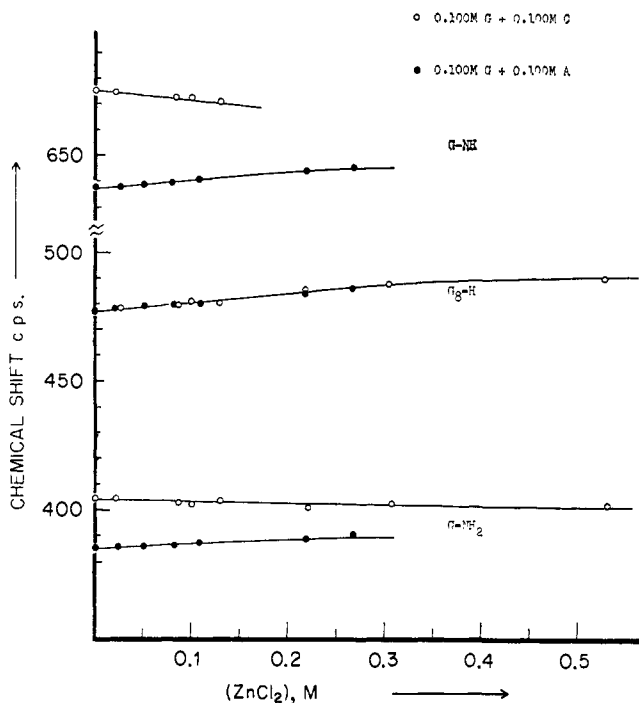 ○ 0.100M G + 0.100M C
● 0.100M G + 0.100M A
G-NH
650
500
G₈-H
450
400
G-NH₂
CHEMICAL SHIFT c p s.
0.1 0.2 0.3 0.4 0.5
(ZnCl₂), M